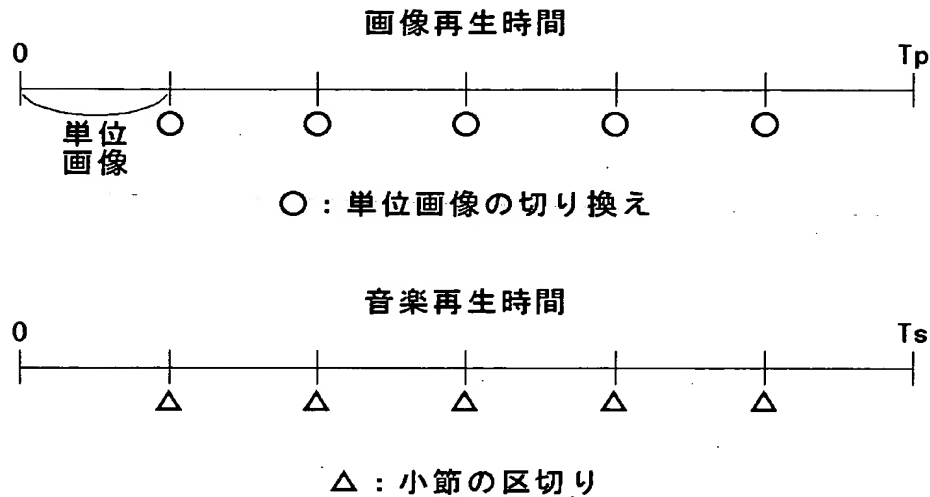 画像再生時間
0 Tp
単位
画像
○：単位画像の切り換え
音楽再生時間
0 Ts
△：小節の区切り